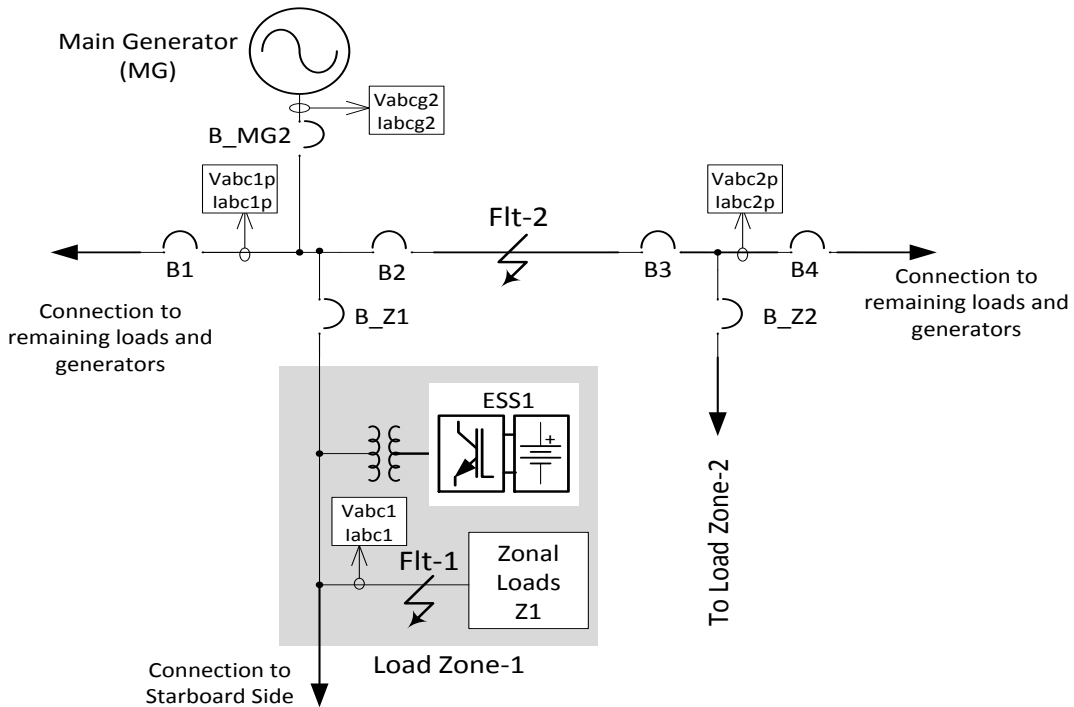 Main Generator
(MG)
Vabcg2
Iabcg2
B_MG2
Vabc1p
Iabc1p
Flt-2
Vabc2p
Iabc2p
B1
B2
B3
B4
Connection to
remaining loads and
generators
Connection to
remaining loads and
generators
B_Z1
B_Z2
ESS1
+
Vabc1
Iabc1
Flt-1
Zonal
Loads
Z1
To Load Zone-2
Load Zone-1
Connection to
Starboard Side